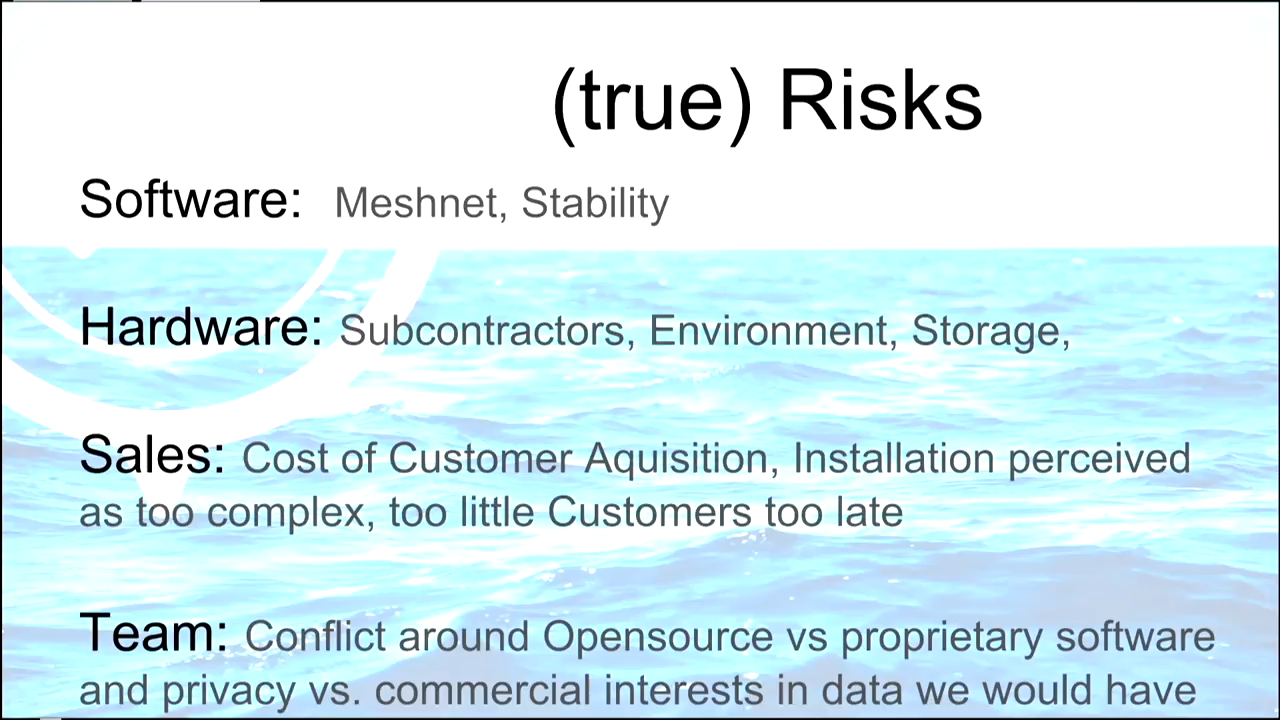 (true) Risks
Software: Meshnet, Stability
Hardware: Subcontractors, Environment, Storage,
Sales: Cost of Customer Aquisition, Installation perceived
as too complex, too little Customers too late
Team: Conflict around Opensource vs proprietary software
and privacy vs. commercial interests in data we would have